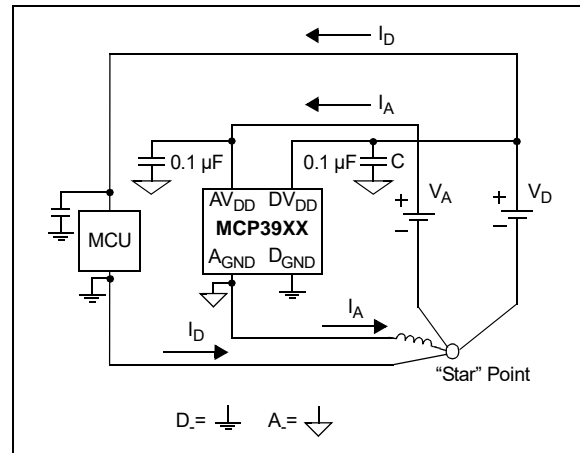 I_D
I_A
0.1 µF
0.1 µF
C
V_A
V_D
+
+
−
−
AV_DD
DV_DD
MCP39XX
A_GND
D_GND
MCU
I_D
I_A
“Star” Point
D_-=
A_-=